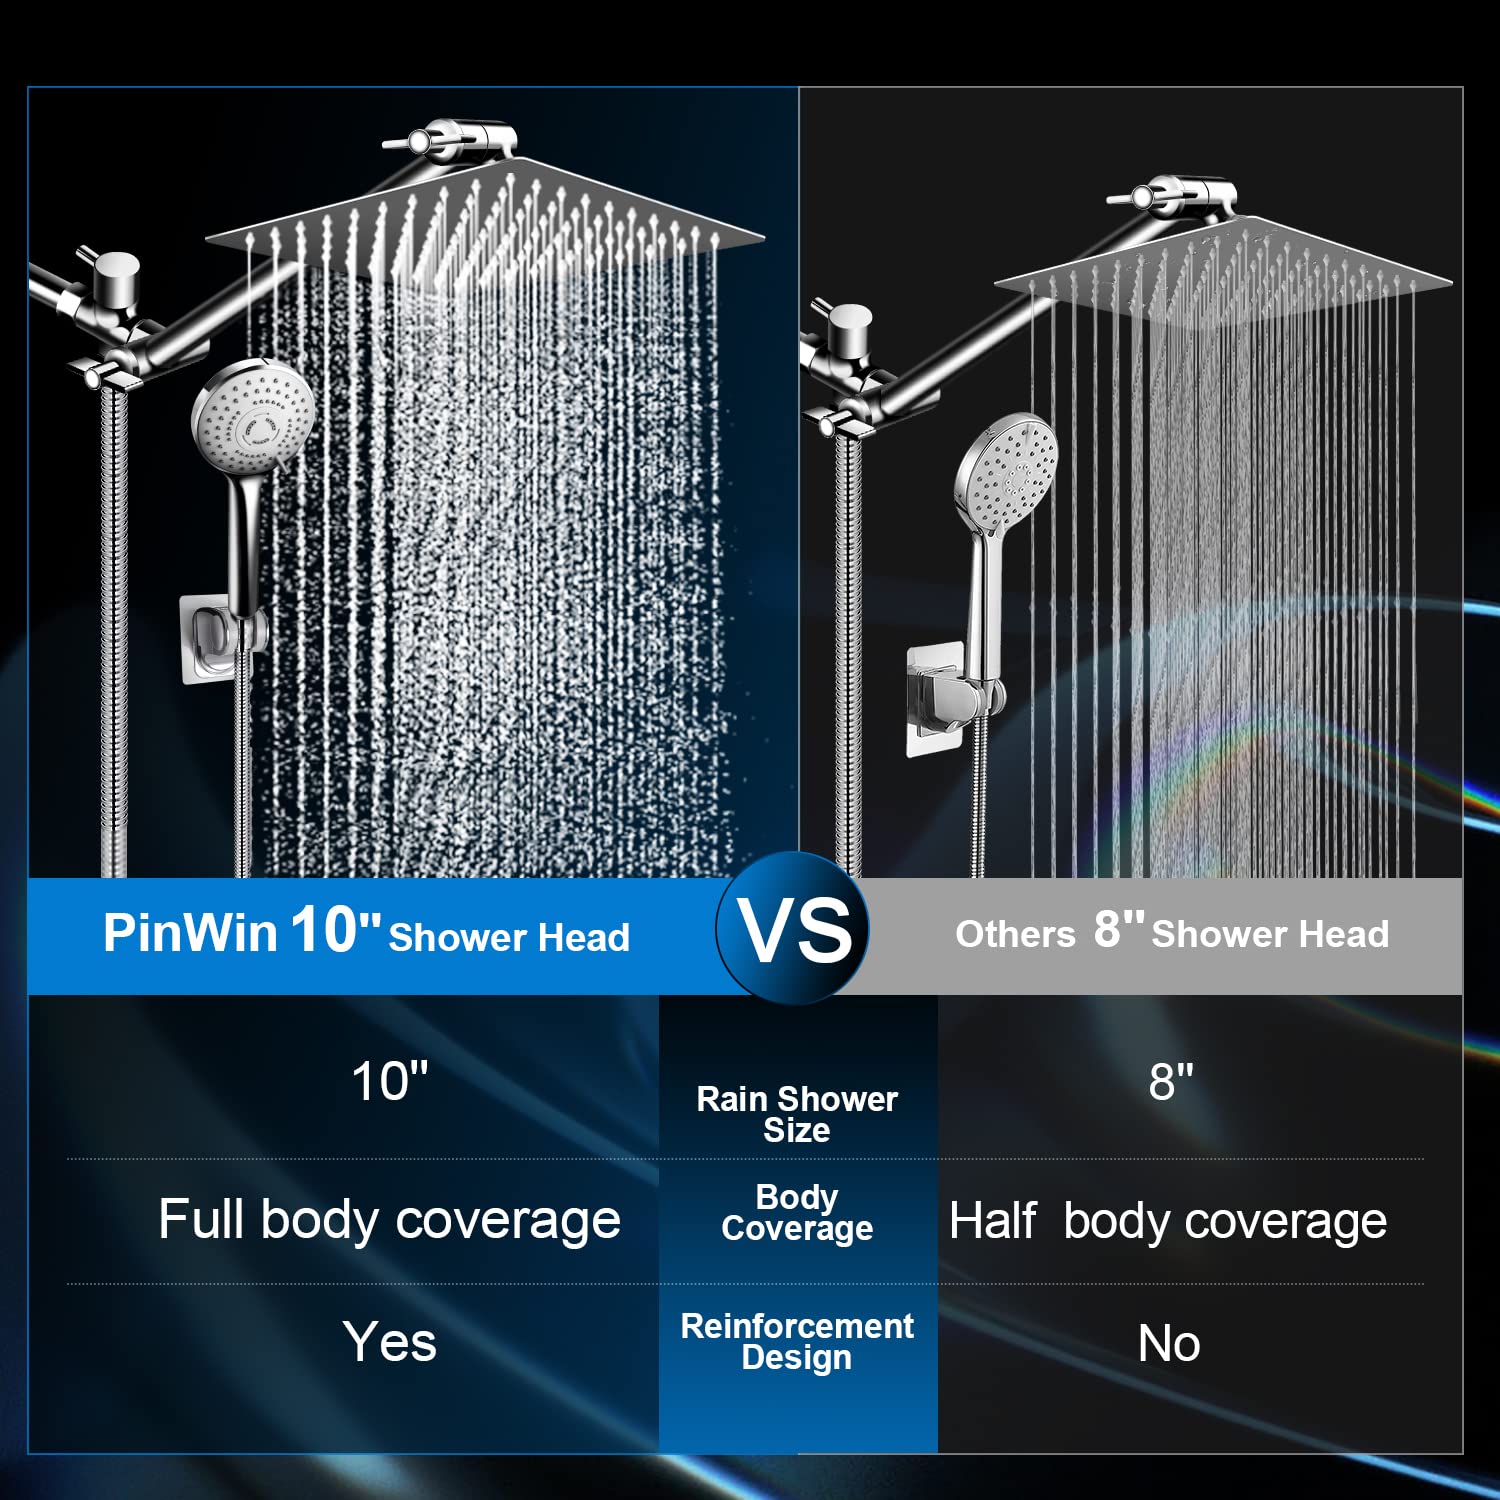 PinWin 10" Shower Head
VS
Others 8" Shower Head
10"
Rain Shower
Size
8"
Full body coverage
Body
Coverage
Half body coverage
Yes
Reinforcement
Design
No